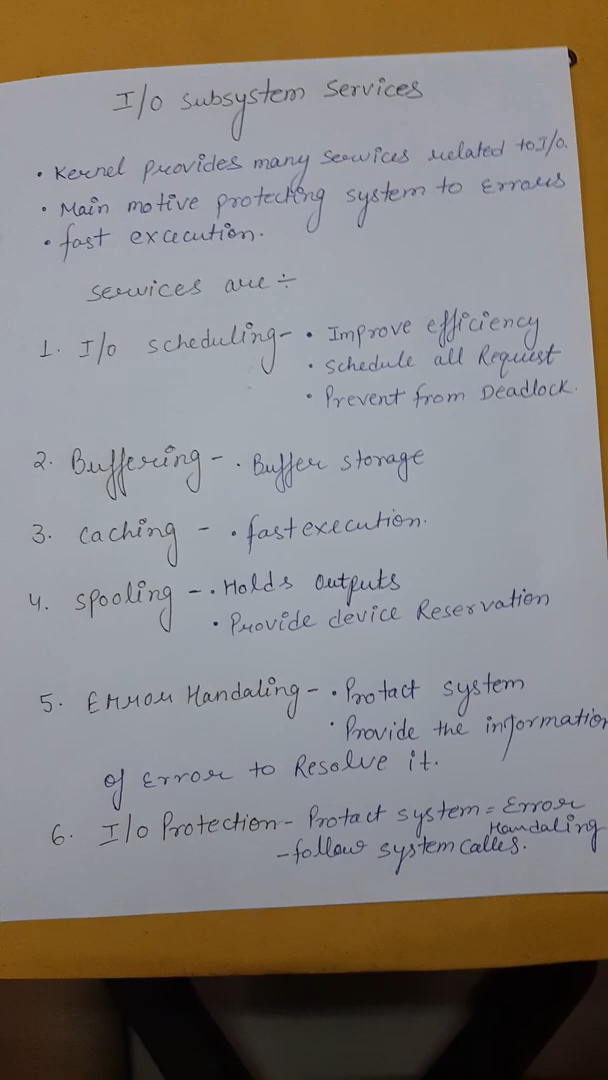 I/O subsystem services
• Kernel provides many services related to I/O.
• Main motive protecting system to Errors
• fast excecution.
services are ÷
1. I/O scheduling - • Improve efficiency
• Schedule all Request
• Prevent from Deadlock.
2. Buffering - • Buffer storage
3. caching - • fast execution.
4. spooling - • Holds outputs
• Provide device Reservation
5. Error Handaling - • Protact system
• Provide the information
of Error to Resolve it.
6. I/O Protection - Protact system = Error Handaling
- follow system calles.